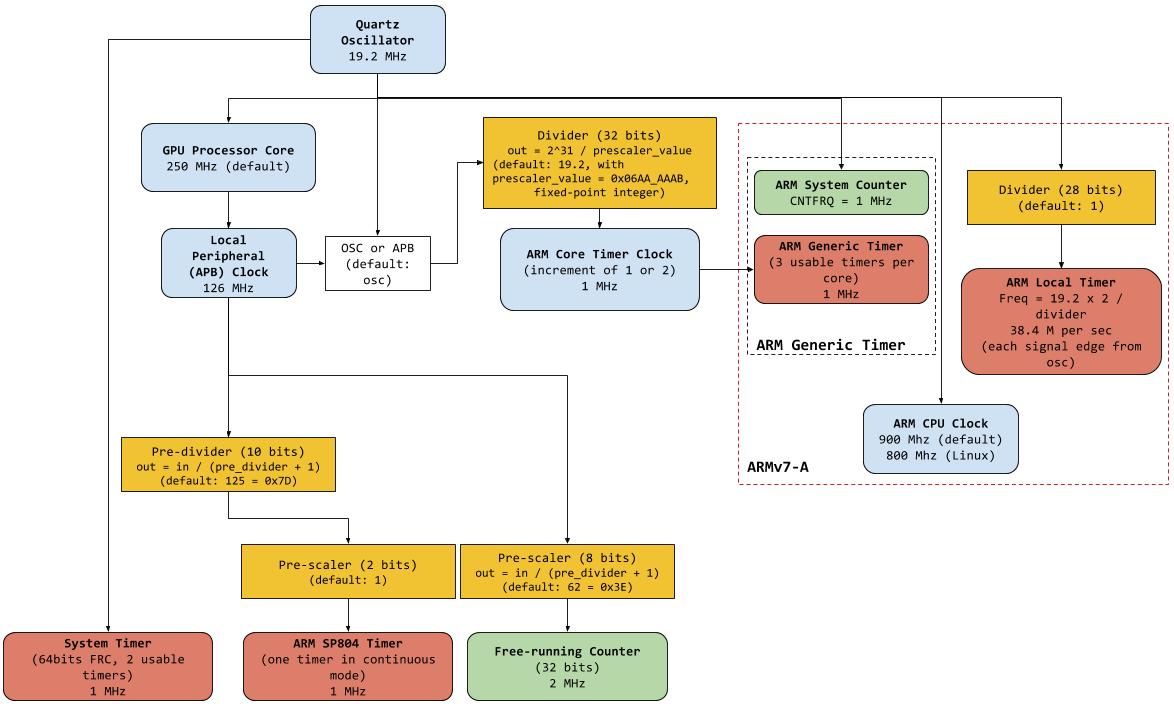 Quartz
Oscillator
19.2 MHz
GPU Processor Core
250 MHz (default)
Local
Peripheral
(APB) Clock
126 MHz
OSC or APB
(default:
osc)
Divider (32 bits)
out = 2^31 / prescaler_value
(default: 19.2, with
prescaler_value = 0x06AA_AAAB,
fixed-point integer)
ARM Core Timer Clock
(increment of 1 or 2)
1 MHz
ARM System Counter
CNTFRQ = 1 MHz
ARM Generic Timer
(3 usable timers per
core)
1 MHz
ARM Generic Timer
Divider (28 bits)
(default: 1)
ARM Local Timer
Freq = 19.2 x 2 /
divider
38.4 M per sec
(each signal edge from
osc)
ARM CPU Clock
900 Mhz (default)
800 Mhz (Linux)
ARMv7-A
Pre-divider (10 bits)
out = in / (pre_divider + 1)
(default: 125 = 0x7D)
Pre-scaler (2 bits)
(default: 1)
Pre-scaler (8 bits)
out = in / (pre_divider + 1)
(default: 62 = 0x3E)
System Timer
(64bits FRC, 2 usable
timers)
1 MHz
ARM SP804 Timer
(one timer in continuous
mode)
1 MHz
Free-running Counter
(32 bits)
2 MHz